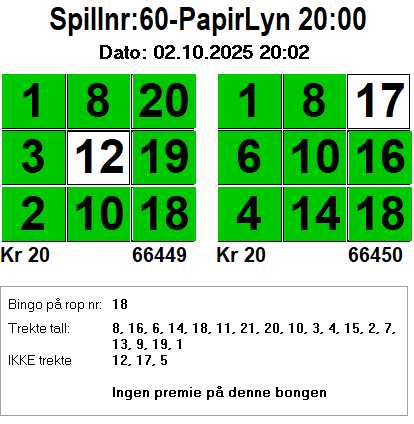 Spillnr:60-PapirLyn 20:00
Dato: 02.10.2025 20:02
1 8 20
3 12 19
2 10 18
Kr 20 66449
1 8 17
6 10 16
4 14 18
Kr 20 66450
Bingo på rop nr: 18
Trekte tall: 8, 16, 6, 14, 18, 11, 21, 20, 10, 3, 4, 15, 2, 7,
13, 9, 19, 1
IKKE trekte 12, 17, 5
Ingen premie på denne bongen